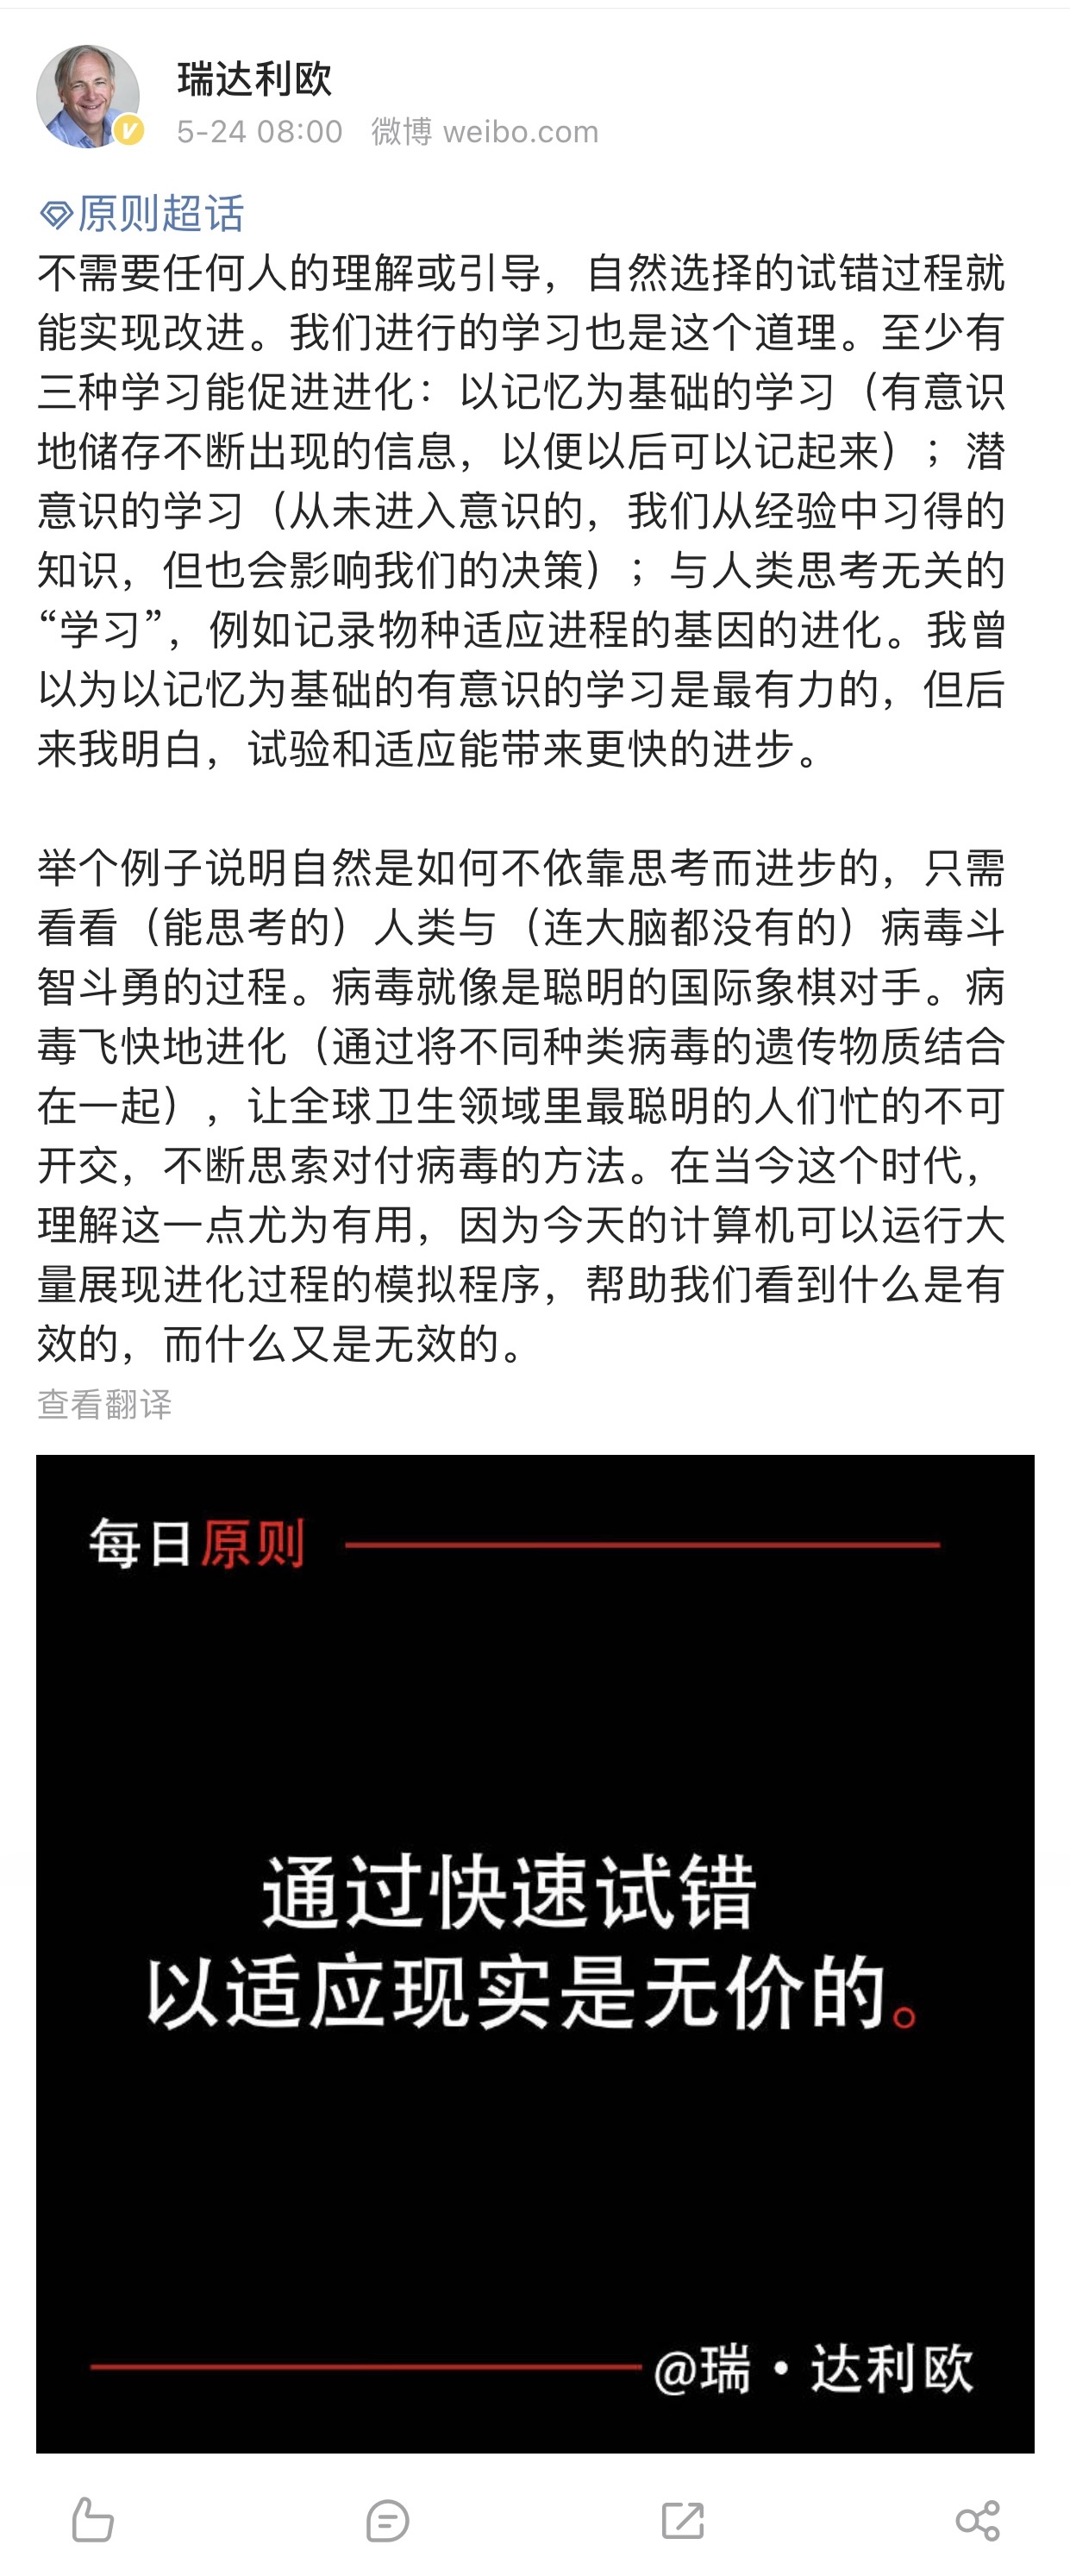 瑞达利欧
5-24 08:00 微博 weibo.com
原则超话
不需要任何人的理解或引导，自然选择的试错过程就
能实现改进。我们进行的学习也是这个道理。至少有
三种学习能促进进化：以记忆为基础的学习（有意识
地储存不断出现的信息，以便以后可以记起来）；潜
意识的学习（从未进入意识的，我们从经验中习得的
知识，但也会影响我们的决策）；与人类思考无关的
“学习”，例如记录物种适应进程的基因的进化。我曾
以为以记忆为基础的有意识的学习是最有力的，但后
来我明白，试验和适应能带来更快的进步。
举个例子说明自然是如何不依靠思考而进步的，只需
看看（能思考的）人类与（连大脑都没有的）病毒斗
智斗勇的过程。病毒就像是聪明的国际象棋对手。病
毒飞快地进化（通过将不同种类病毒的遗传物质结合
在一起），让全球卫生领域里最聪明的人们忙的不可
开交，不断思索对付病毒的方法。在当今这个时代，
理解这一点尤为有用，因为今天的计算机可以运行大
量展现进化过程的模拟程序，帮助我们看到什么是有
效的，而什么又是无效的。
查看翻译
每日原则
通过快速试错
以适应现实是无价的。
@瑞·达利欧